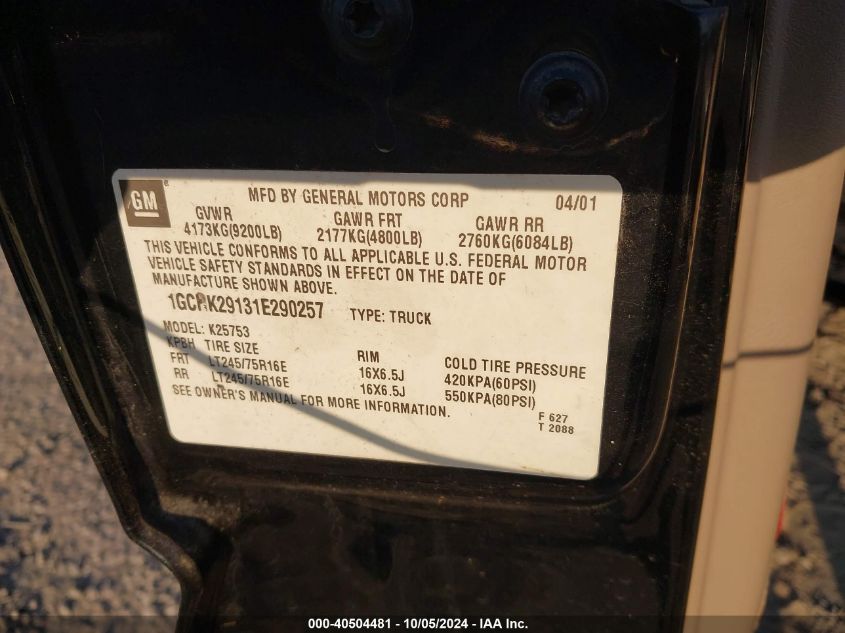 GM ®
MFD BY GENERAL MOTORS CORP 04/01
GVWR GAWR FRT GAWR RR
4173KG(9200LB) 2177KG(4800LB) 2760KG(6084LB)
THIS VEHICLE CONFORMS TO ALL APPLICABLE U.S. FEDERAL MOTOR
VEHICLE SAFETY STANDARDS IN EFFECT ON THE DATE OF
MANUFACTURE SHOWN ABOVE.
TYPE: TRUCK
MODEL: K25753
KPBH TIRE SIZE RIM COLD TIRE PRESSURE
FRT LT245/75R16E 16X6.5J 420KPA(60PSI)
RR LT245/75R16E 16X6.5J 550KPA(80PSI)
SEE OWNER'S MANUAL FOR MORE INFORMATION.
F 627
T 2088
000-40504481 - 10/05/2024 - IAA Inc.